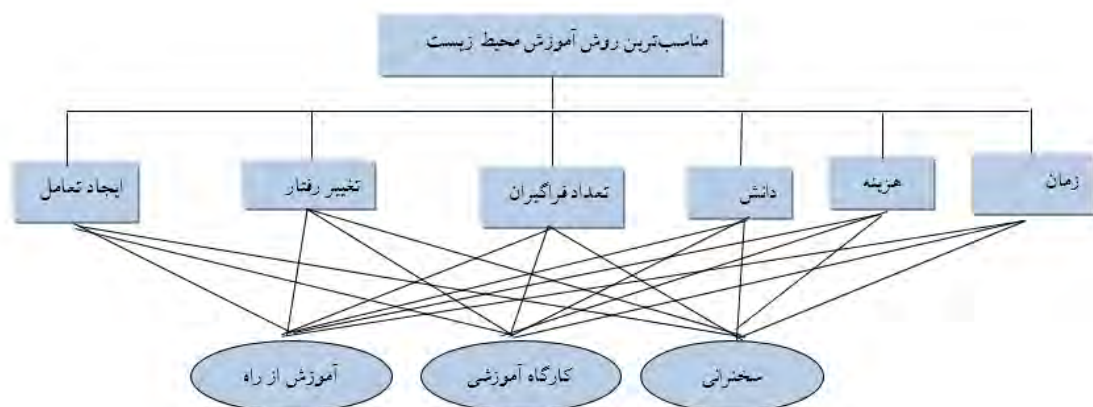 مناسب‌ترین روش آموزش محیط زیست
زمان
هزینه
دانش
تعداد فراگیران
تغییر رفتار
ایجاد تعامل
سخنرانی
کارگاه آموزشی
آموزش از راه